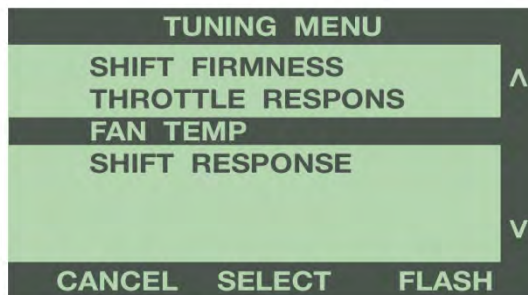 TUNING MENU
SHIFT FIRMNESS
THROTTLE RESPONS
FAN TEMP
SHIFT RESPONSE
CANCEL SELECT FLASH